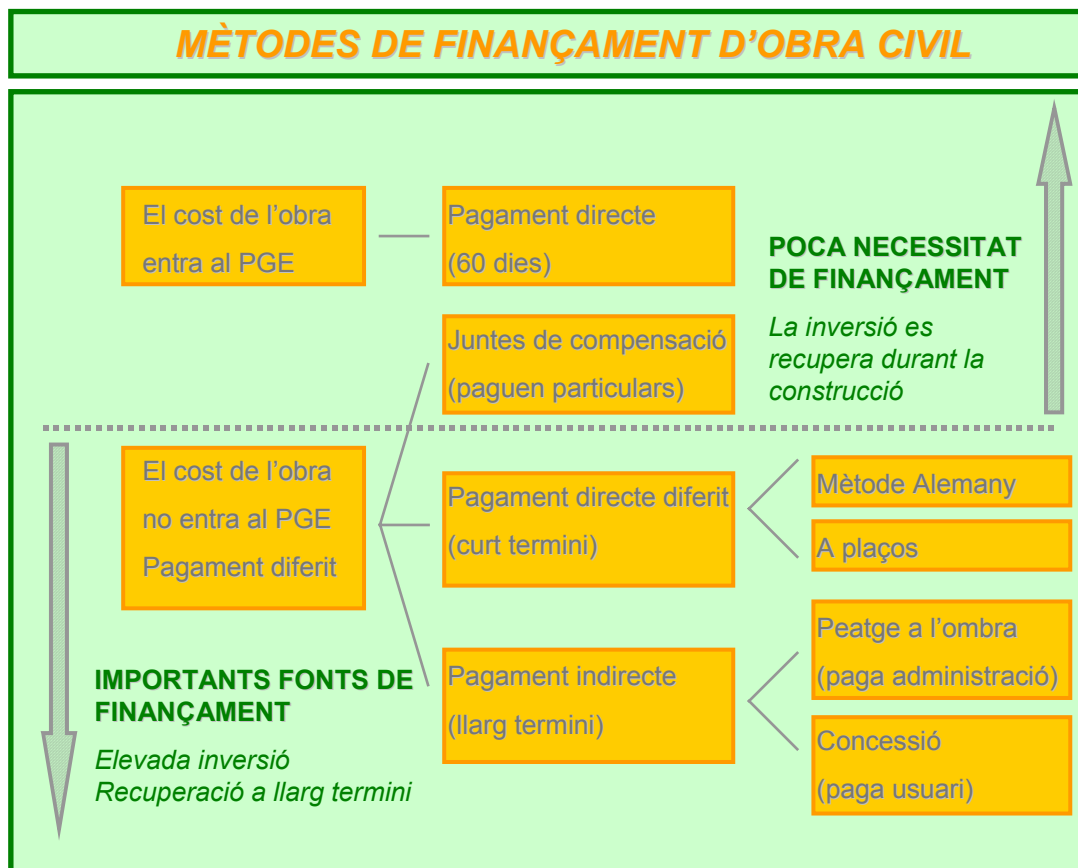 MÈTODES DE FINANÇAMENT D'OBRA CIVIL
El cost de l'obra
entra al PGE
Pagament directe
(60 dies)
POCA NECESSITAT
DE FINANÇAMENT
La inversió es
recupera durant la
construcció
Juntes de compensació
(paguen particulars)
El cost de l'obra
no entra al PGE
Pagament diferit
Pagament directe diferit
(curt termini)
Mètode Alemany
A plaços
Pagament indirecte
(llarg termini)
Peatge a l'ombra
(paga administració)
Concessió
(paga usuari)
IMPORTANTS FONTS DE
FINANÇAMENT
Elevada inversió
Recuperació a llarg termini